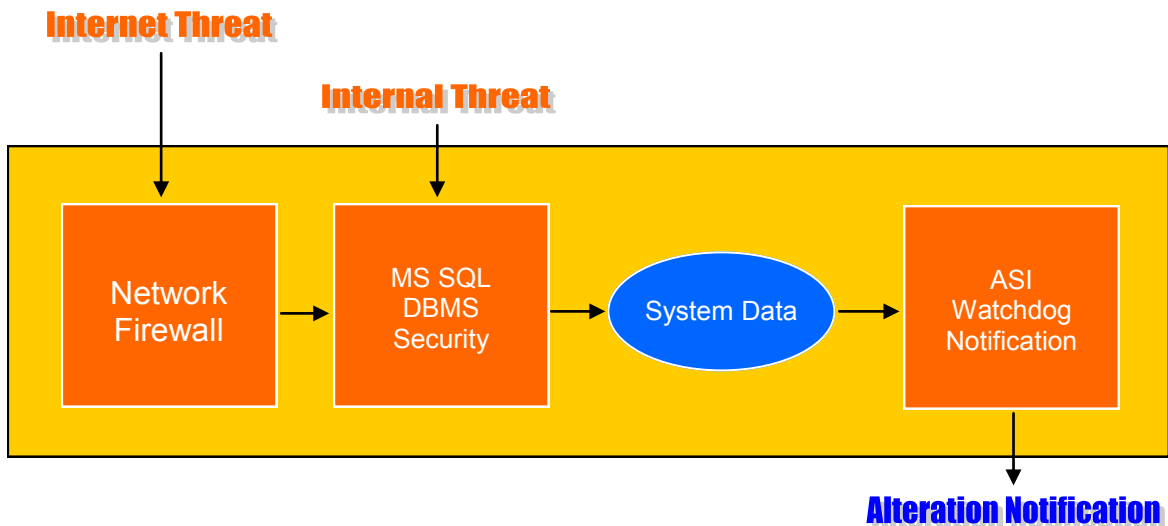 Internet Threat
Internal Threat
Network
Firewall
MS SQL
DBMS
Security
System Data
ASI
Watchdog
Notification
Alteration Notification